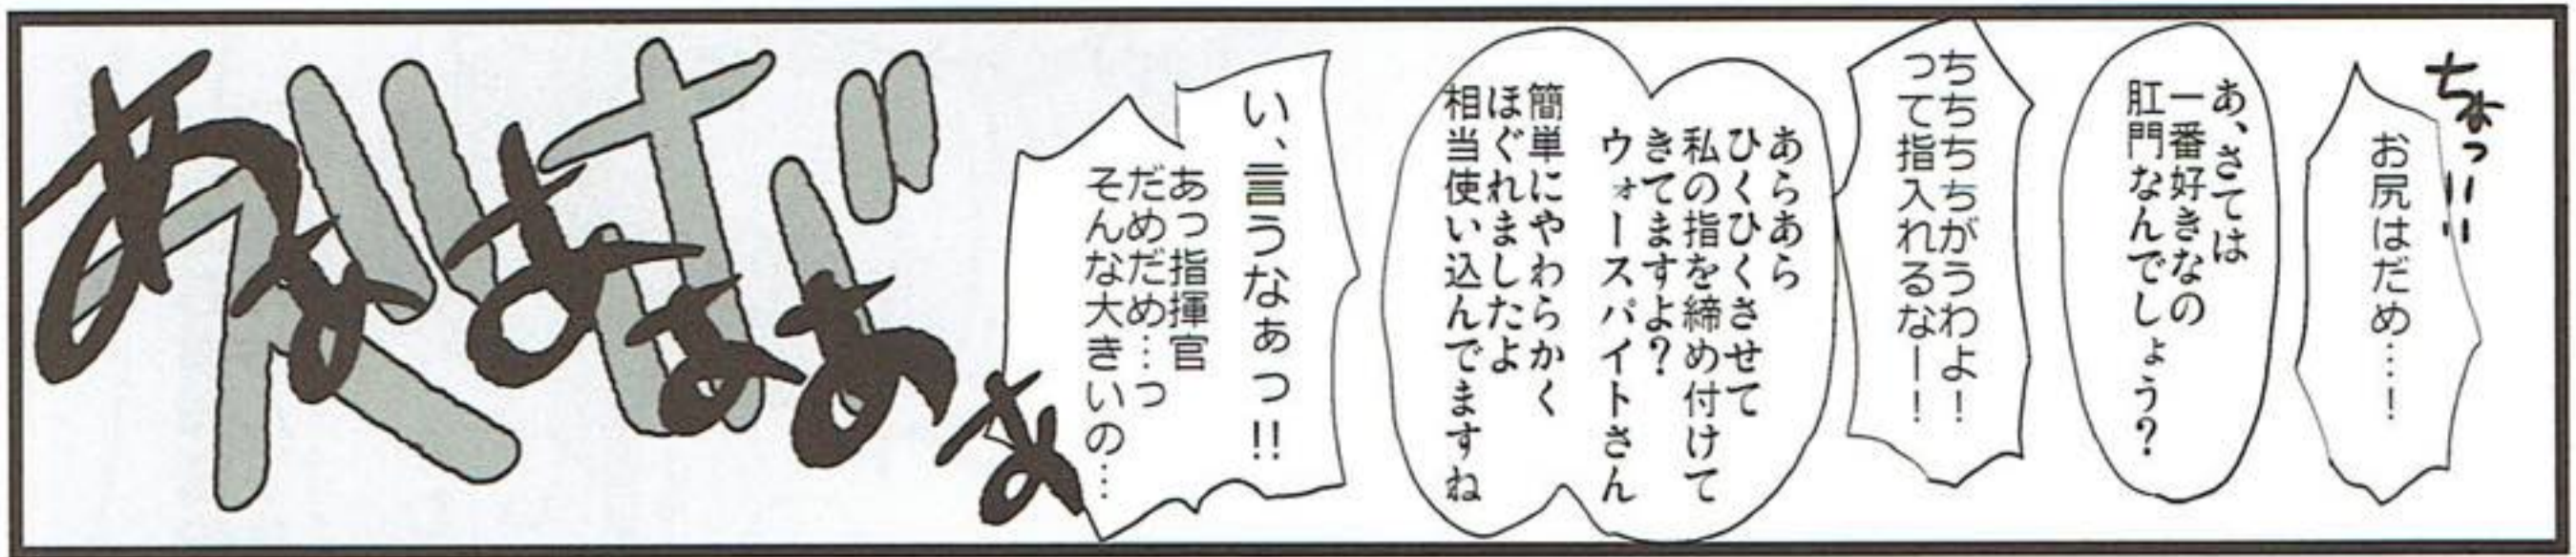 ちょっ!!
お尻はだめ…!
あ、さては
一番好きなの
肛門なんでしょう?
ちちちちがうわよ!
って指入れるなー!
あらあら
ひくひくさせて
私の指を締め付けて
きてますよ?
ウォースパイトさん
簡単にやわらかく
ほぐれましたよ
相当使い込んでますね
い、言うなぁっ!!
あっ指揮官
だめだめ…っ
そんな大きいの…